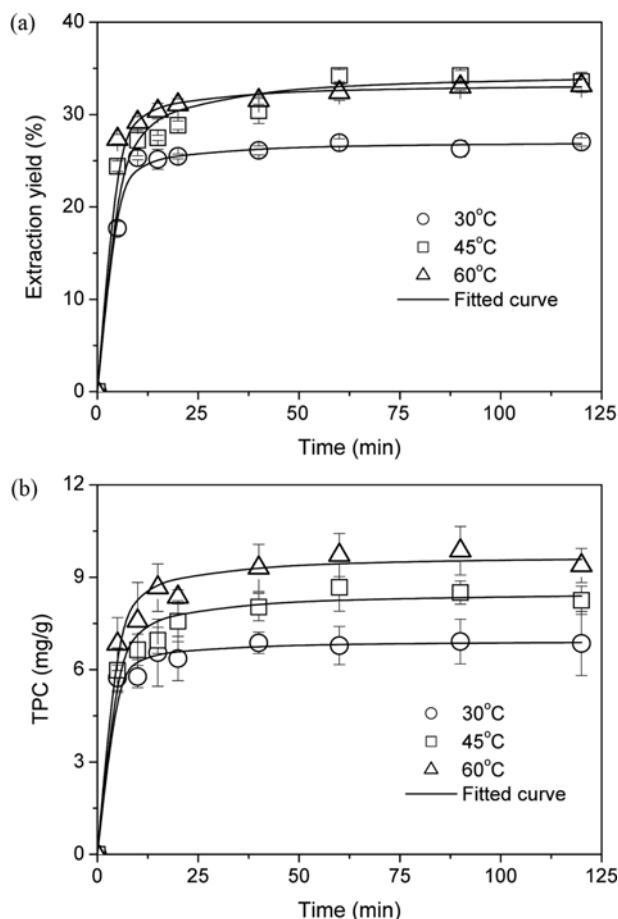 (a)
40
30
20
10
0
Extraction yield (%)
30°C
45°C
60°C
Fitted curve
0 25 50 75 100 125
Time (min)
(b)
12
9
6
3
0
TPC (mg/g)
30°C
45°C
60°C
Fitted curve
0 25 50 75 100 125
Time (min)